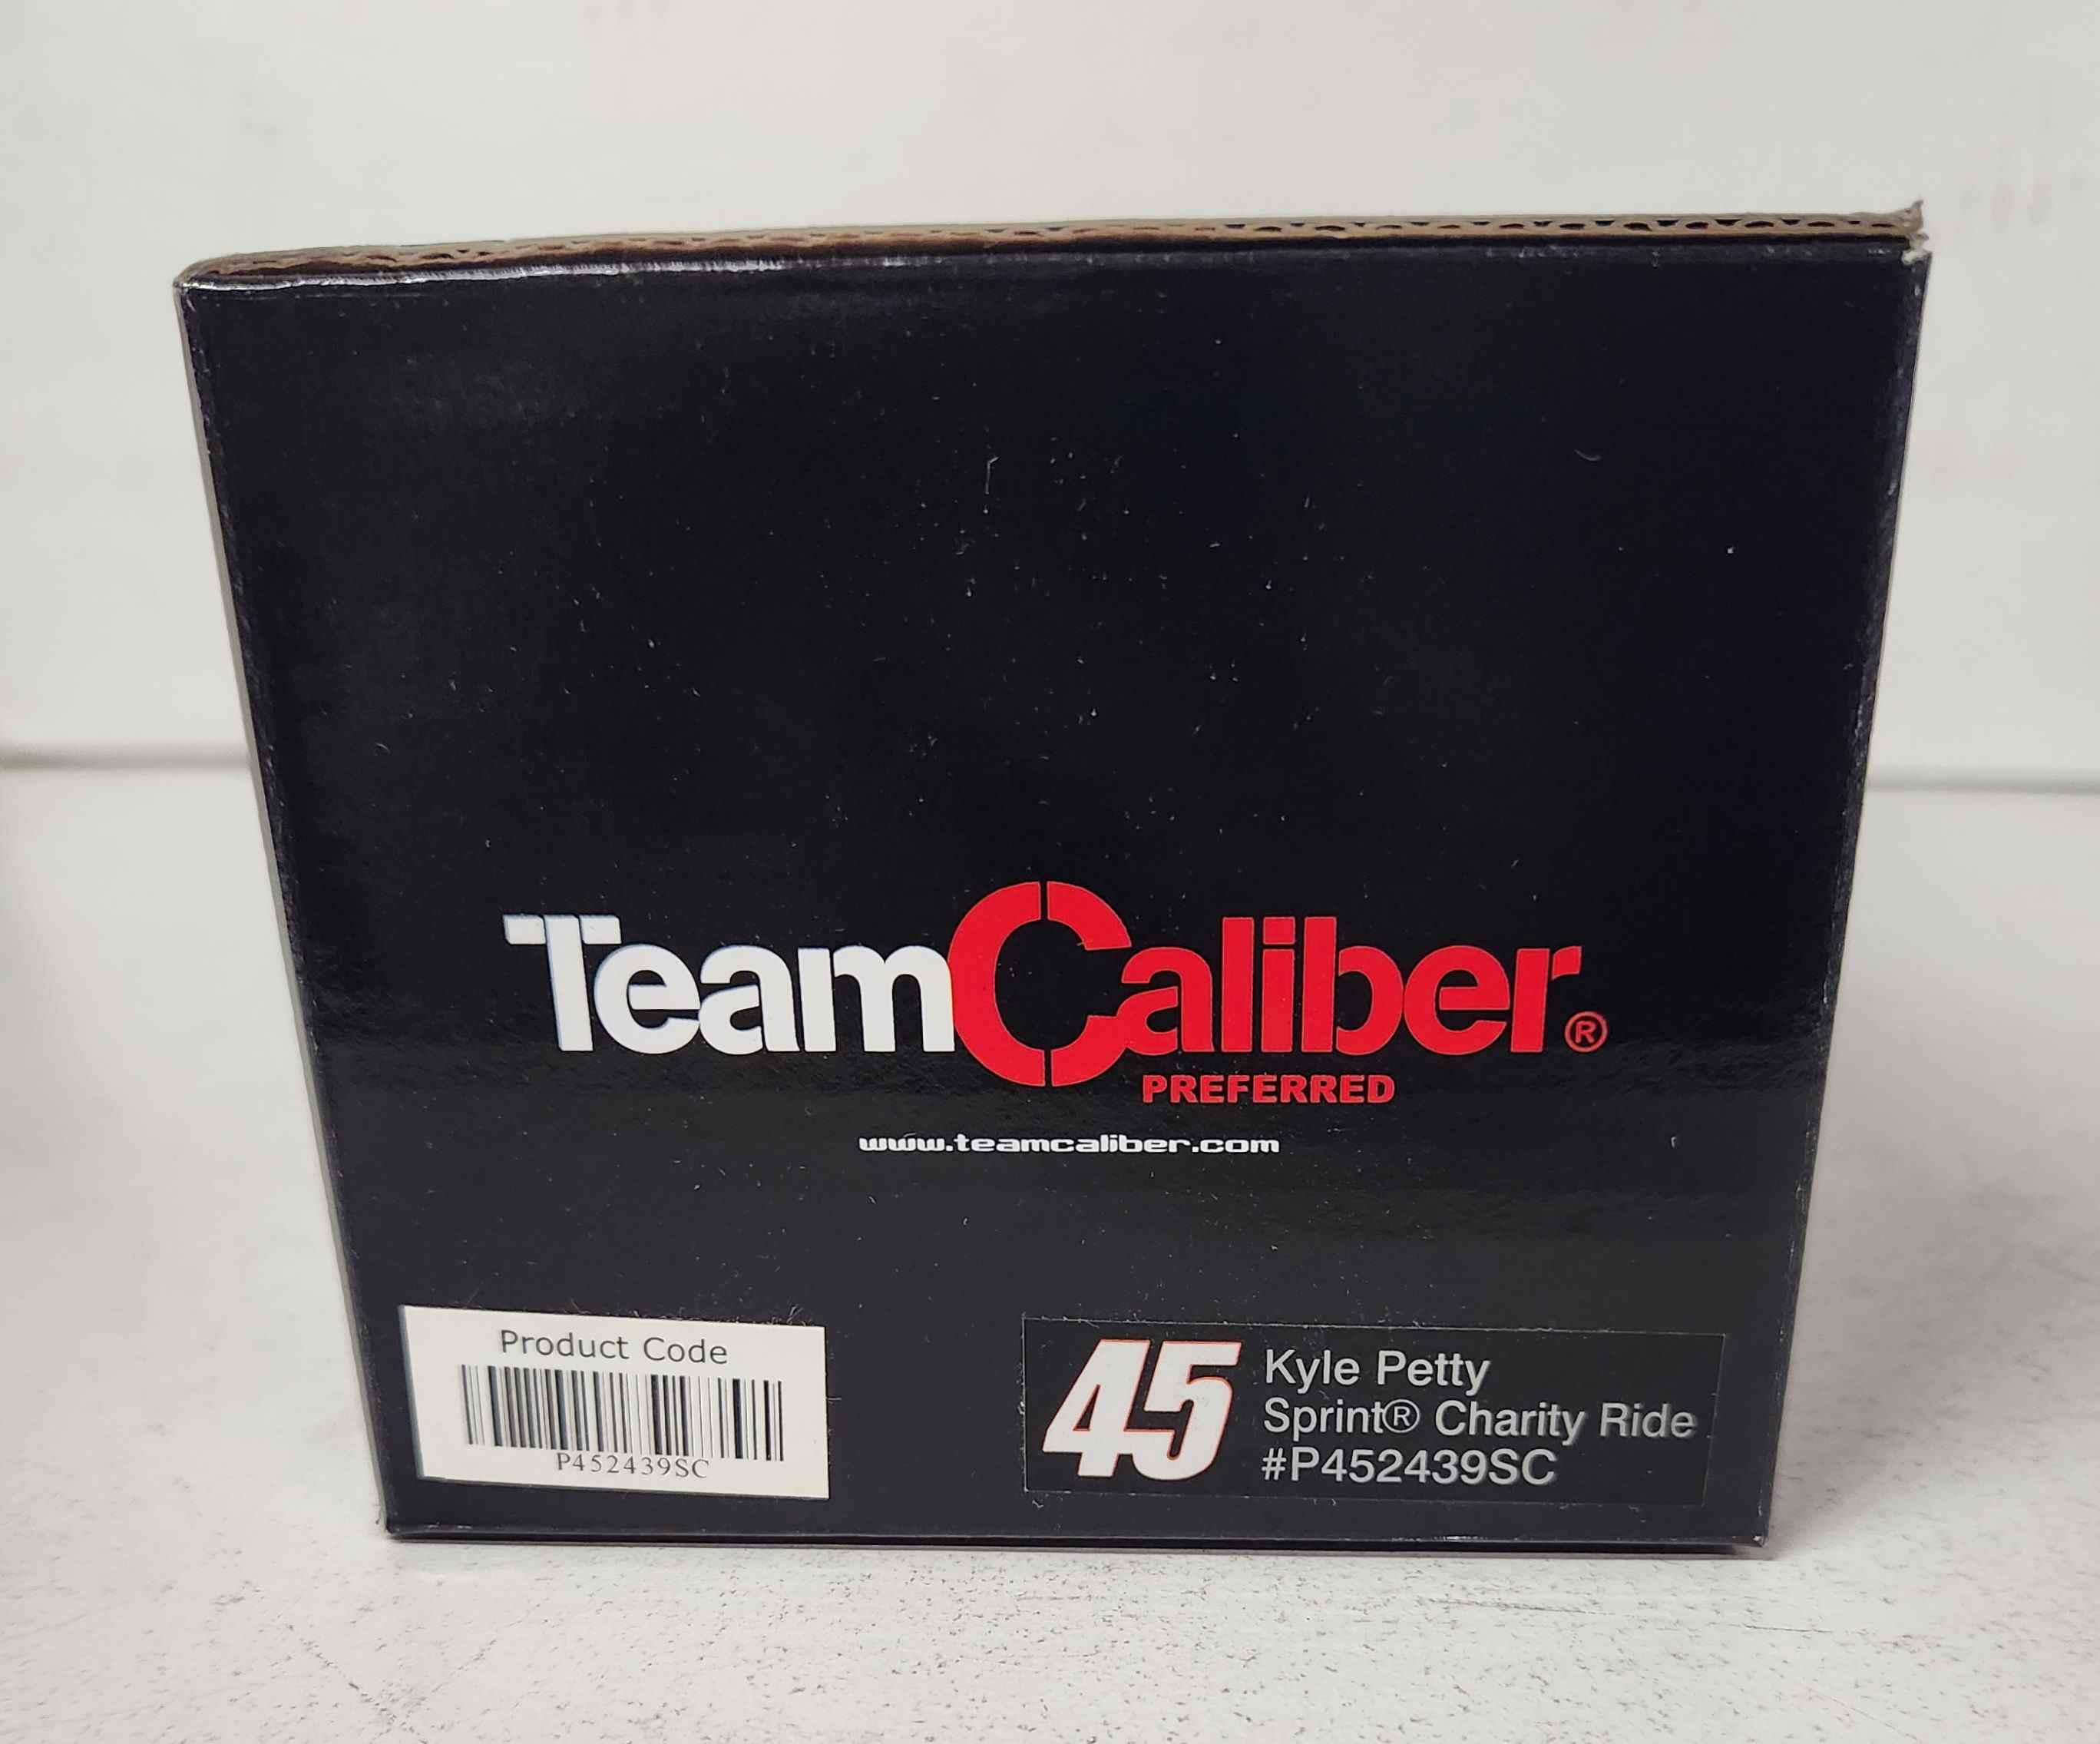 TeamCaliber®
PREFERRED
www.teamcaliber.com
Product Code
P452439SC
45
Kyle Petty
Sprint® Charity Ride
#P452439SC